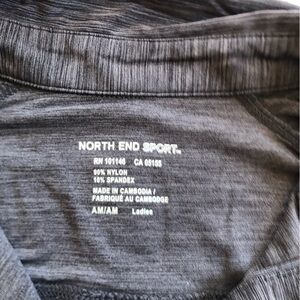 NORTH END SPORT™
RN 101146 CA 05155
90% NYLON
10% SPANDEX
MADE IN CAMBODIA/
FABRIQUÉ AU CAMBODGE
AM/AM Ladies